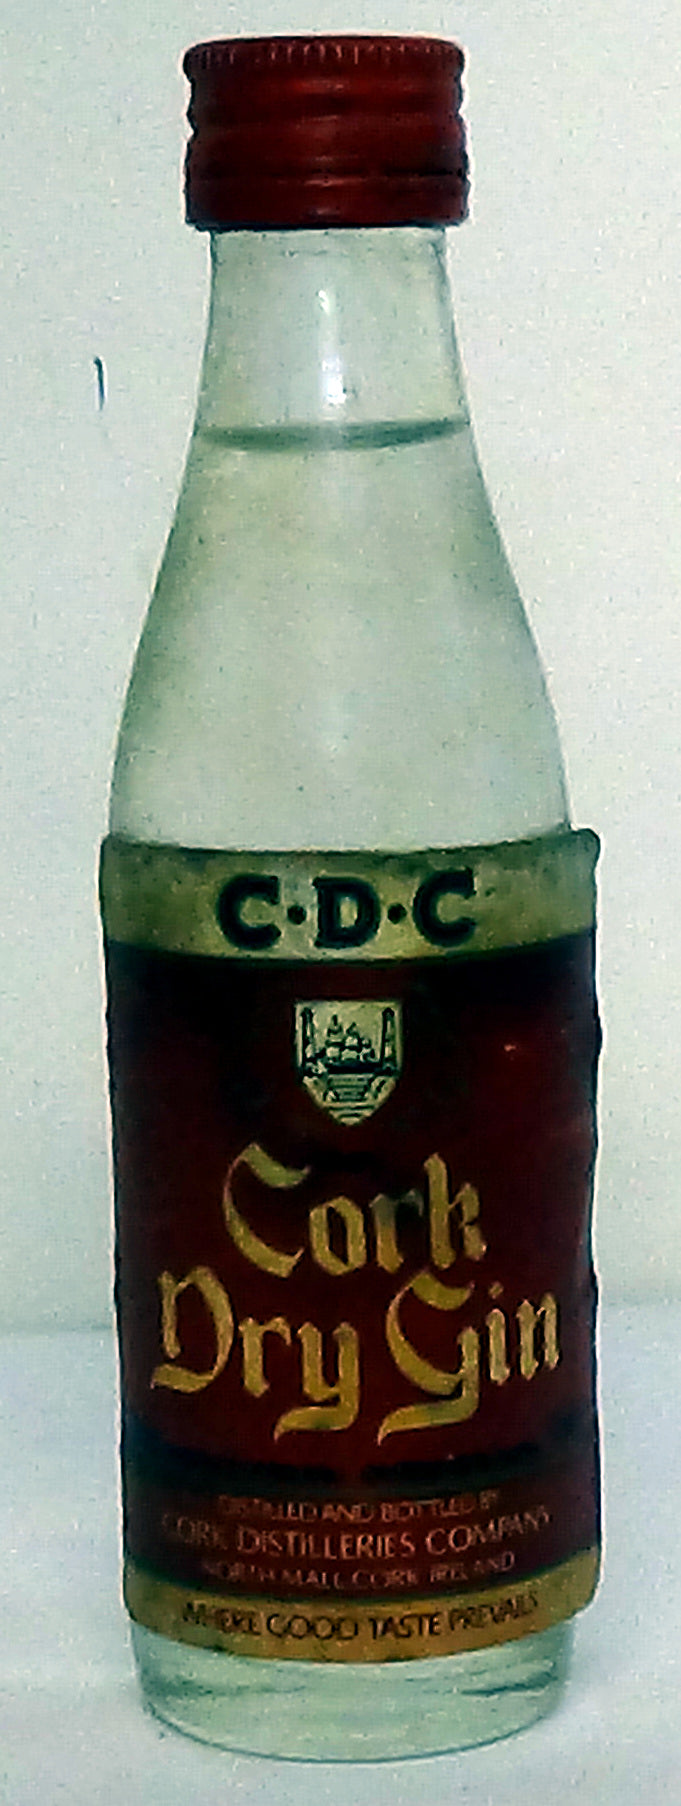 C·D·C
Cork
Dry Gin
DISTILLED AND BOTTLED BY
CORK DISTILLERIES COMPANY
NORTH MALL CORK IRELAND
WHERE GOOD TASTE PREVAILS